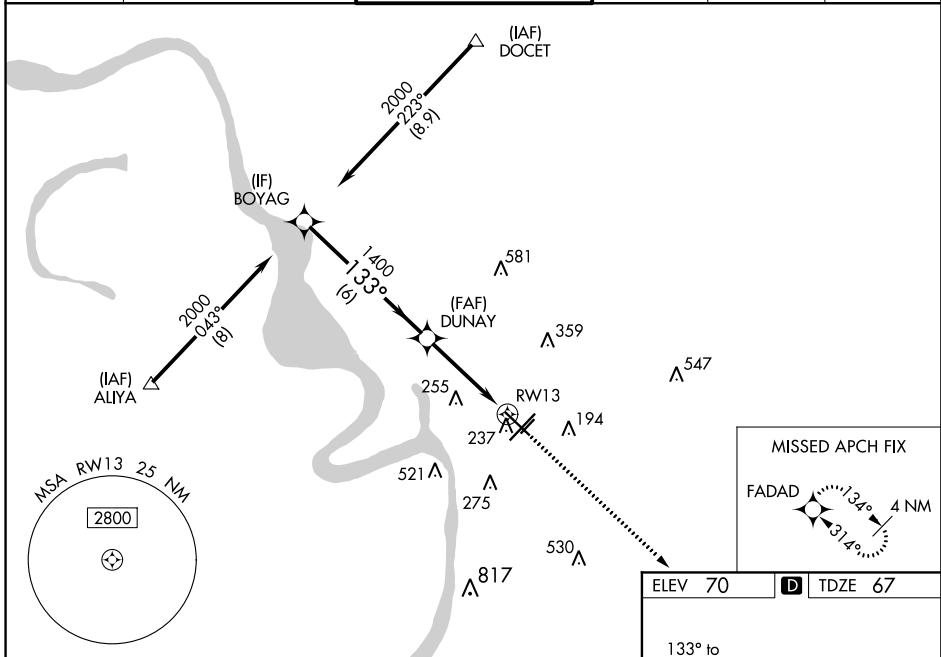 (IAF)
DOCET
2000
223°
(8.9)
(IF)
BOYAG
1400
133°
(6)
581
(FAF)
DUNAY
359
2000
043°
(8)
547
(IAF)
ALIYA
255
RW13
237
194
521
275
MISSED APCH FIX
FADAD
134°
4 NM
314°
MSA RW13 25 NM
2800
530
817
ELEV 70
D
TDZE 67
133° to